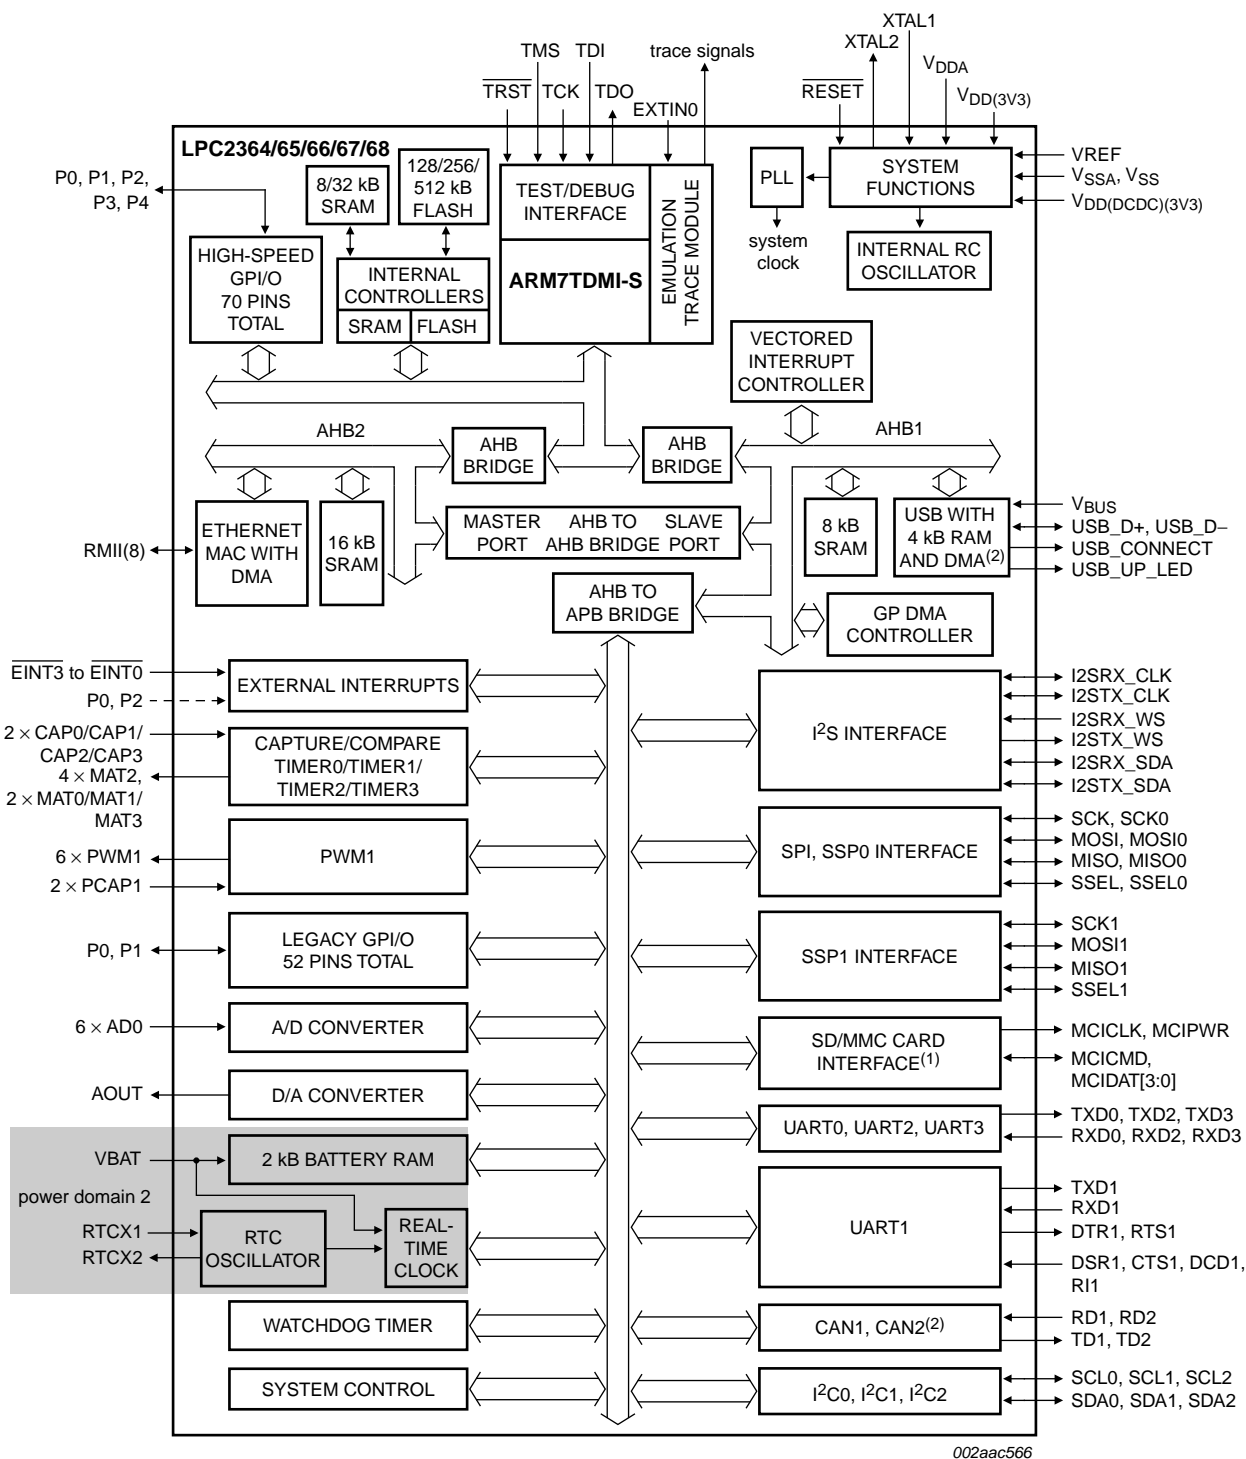 XTAL1
XTAL2
VDDA
VDD(3V3)
RESET
TMS TDI
TRST TCK TDO
trace signals
EXTIN0
LPC2364/65/66/67/68
P0, P1, P2,
P3, P4
8/32 kB
SRAM
128/256/
512 kB
FLASH
TEST/DEBUG
INTERFACE
EMULATION
TRACE MODULE
PLL
SYSTEM
FUNCTIONS
VREF
VSSA, VSS
VDD(DCDC)(3V3)
system
clock
INTERNAL RC
OSCILLATOR
HIGH-SPEED
GPI/O
70 PINS
TOTAL
INTERNAL
CONTROLLERS
SRAM FLASH
ARM7TDMI-S
VECTORED
INTERRUPT
CONTROLLER
AHB2
AHB
BRIDGE
AHB
BRIDGE
AHB1
ETHERNET
MAC WITH
DMA
RMII(8)
16 kB
SRAM
MASTER
PORT
AHB TO
AHB BRIDGE
SLAVE
PORT
8 kB
SRAM
USB WITH
4 kB RAM
AND DMA(2)
VBUS
USB_D+, USB_D−
USB_CONNECT
USB_UP_LED
AHB TO
APB BRIDGE
GP DMA
CONTROLLER
EINT3 to EINT0
P0, P2
EXTERNAL INTERRUPTS
2 × CAP0/CAP1/
CAP2/CAP3
4 × MAT2,
2 × MAT0/MAT1/
MAT3
CAPTURE/COMPARE
TIMER0/TIMER1/
TIMER2/TIMER3
6 × PWM1
2 × PCAP1
PWM1
P0, P1
LEGACY GPI/O
52 PINS TOTAL
6 × AD0
A/D CONVERTER
AOUT
D/A CONVERTER
VBAT
2 kB BATTERY RAM
power domain 2
RTCX1
RTCX2
RTC
OSCILLATOR
REAL-
TIME
CLOCK
WATCHDOG TIMER
SYSTEM CONTROL
I2S INTERFACE
I2SRX_CLK
I2STX_CLK
I2SRX_WS
I2STX_WS
I2SRX_SDA
I2STX_SDA
SPI, SSP0 INTERFACE
SCK, SCK0
MOSI, MOSI0
MISO, MISO0
SSEL, SSEL0
SSP1 INTERFACE
SCK1
MOSI1
MISO1
SSEL1
SD/MMC CARD
INTERFACE(1)
MCICLK, MCIPWR
MCICMD,
MCIDAT[3:0]
UART0, UART2, UART3
TXD0, TXD2, TXD3
RXD0, RXD2, RXD3
UART1
TXD1
RXD1
DTR1, RTS1
DSR1, CTS1, DCD1,
RI1
CAN1, CAN2(2)
RD1, RD2
TD1, TD2
I2C0, I2C1, I2C2
SCL0, SCL1, SCL2
SDA0, SDA1, SDA2
002aac566